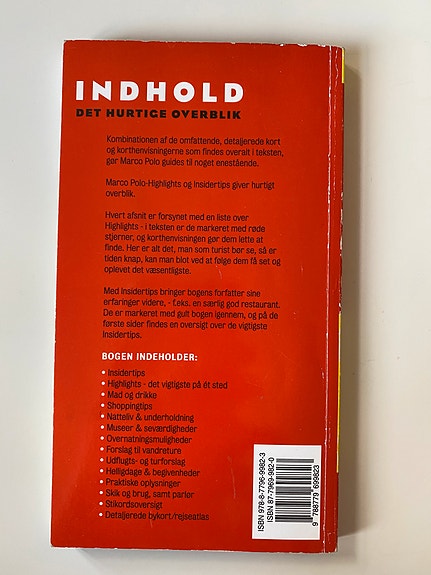 INDHOLD
DET HURTIGE OVERBLIK
Kombinationen af de omfattende, detaljerede kort
og korthenvisningerne som findes overalt i teksten,
gør Marco Polo guides til noget enestående.
Marco Polo-Highlights og insidertips giver hurtigt
overblik.
Hvert afsnit er forsynet med en liste over
Highlights - i teksten er de markeret med røde
stjerner, og korthenvisningen gør dem lette at
finde. Her er alt det, man som turist bør se, så er
tiden knap, kan man blot ved at følge dem få set og
oplevet det væsentligste.
Med Insidertips bringer bogens forfatter sine
erfaringer videre, - f.eks. en særlig god restaurant.
De er markeret med gult bogen igennem, og på de
første sider findes en oversigt over de vigtigste
insidertips.
BOGEN INDEHOLDER:
• Insidertips
• Highlights - det vigtigste på ét sted
• Mad og drikke
• Shoppingtips
• Natteliv & underholdning
• Museer & seværdigheder
• Overnatningsmuligheder
• Forslag til vandreture
• Udflugts- og turforslag
• Helligdage & begivenheder
• Praktiske oplysninger
• Skik og brug, samt parlør
• Stikordsoversigt
• Detaljerede bykort/rejseatlas
ISBN 978-8-7796-9982-3
ISBN 87-7969-982-0
9 788779 699823